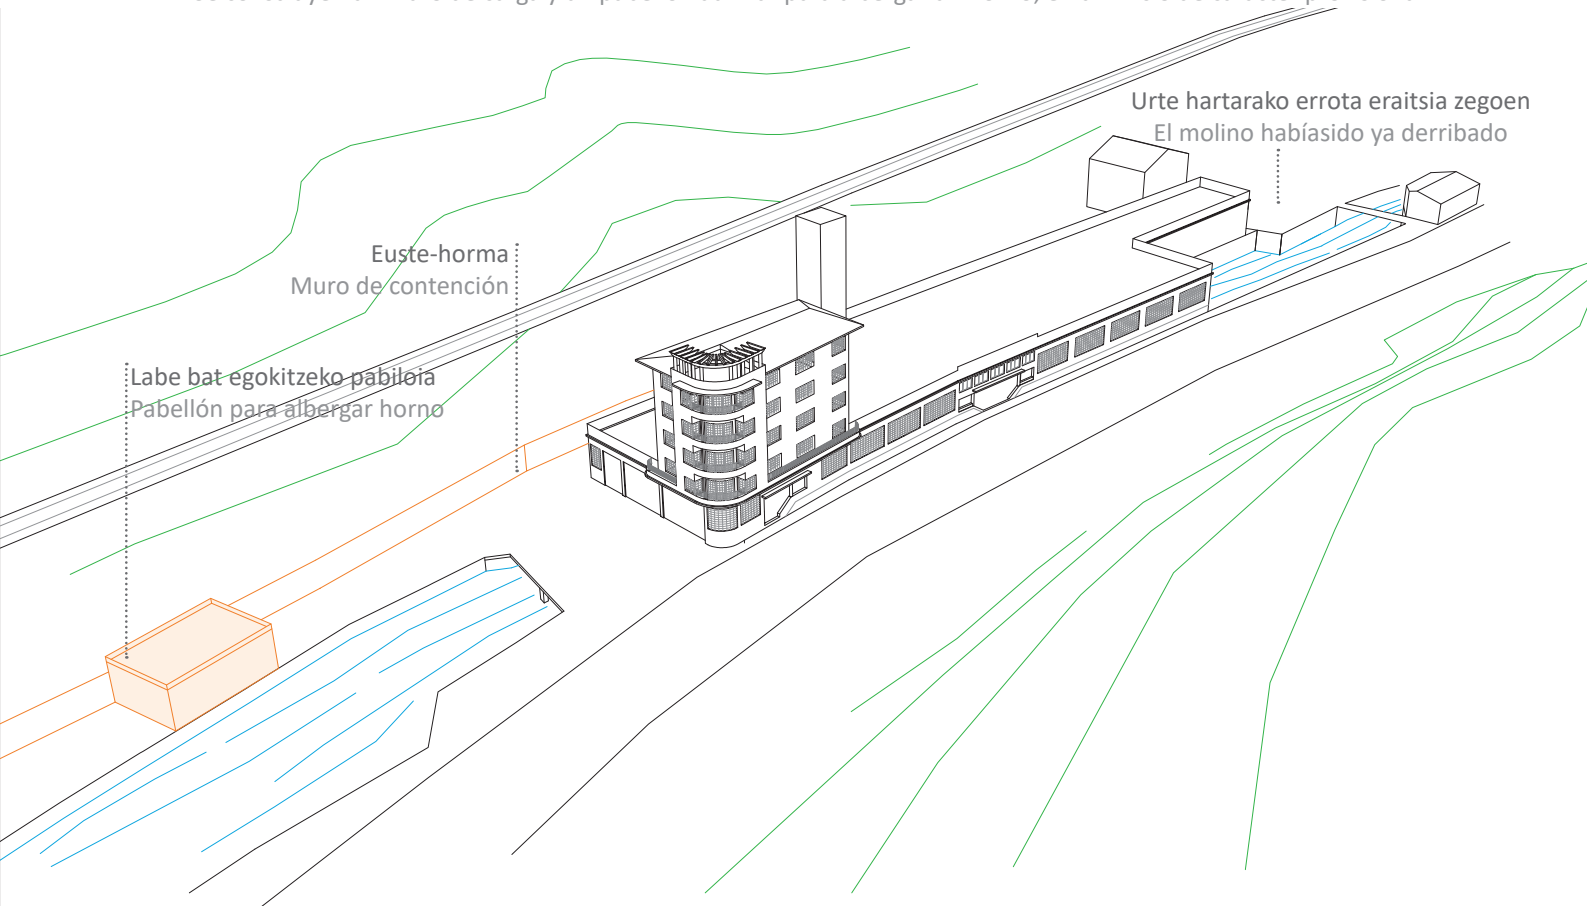 Urte hartarako errota eraitsia zegoen
El molino habíasido ya derribado
Euste-horma
Muro de contención
Labe bat egokitzeko pabiloia
Pabellón para albergar horno